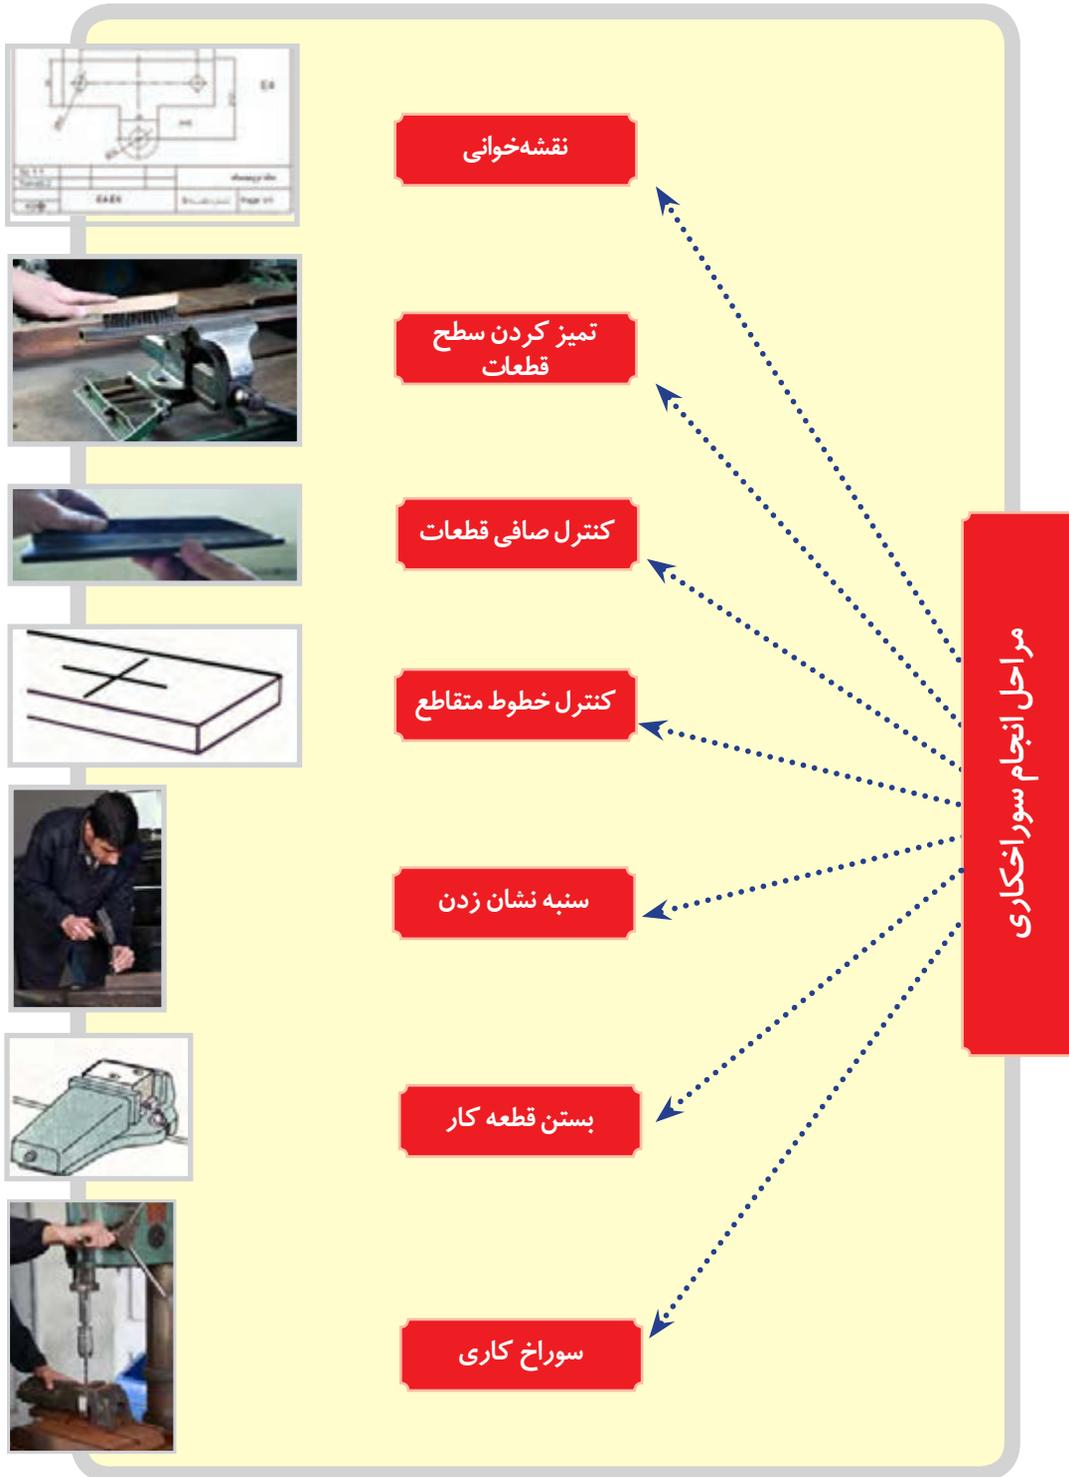 مراحل انجام سوراخکاری
نقشه‌خوانی
تمیز کردن سطح
قطعات
کنترل صافی قطعات
کنترل خطوط متقاطع
سنبه نشان زدن
بستن قطعه کار
سوراخ کاری